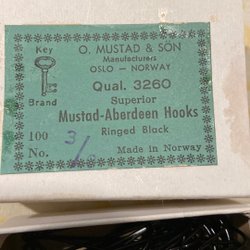 Key
Brand
O. MUSTAD & SON
Manufacturers
OSLO — NORWAY
Qual. 3260
Superior
Mustad-Aberdeen Hooks
Ringed Black
100
No. 3/
Made in Norway